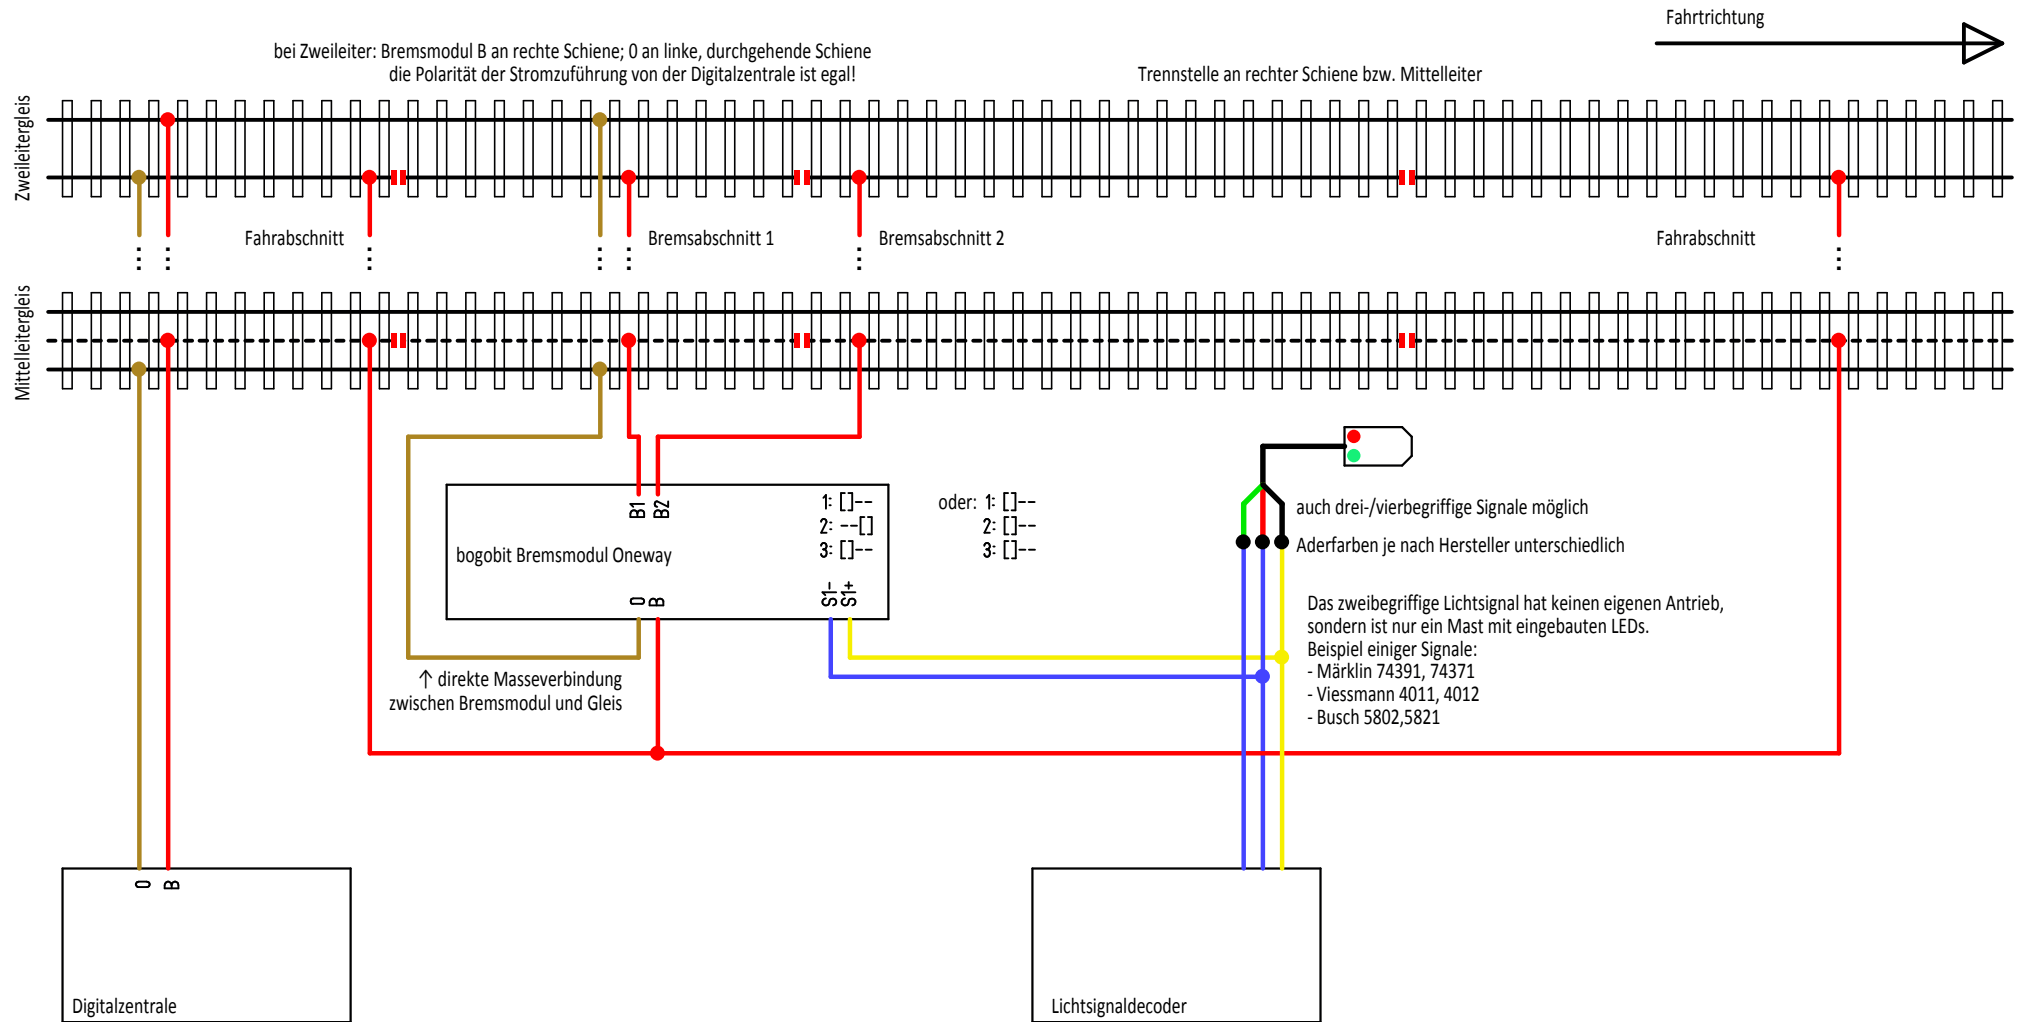 Fahrtrichtung
bei Zweileiter: Bremsmodul B an rechte Schiene; 0 an linke, durchgehende Schiene
die Polarität der Stromzuführung von der Digitalzentrale ist egal!
Trennstelle an rechter Schiene bzw. Mittelleiter
Zweileitergleis
Fahrabschnitt
Bremsabschnitt 1
Bremsabschnitt 2
Fahrabschnitt
Mittelleitergleis
B1
B2
1: []--
2: --[]
3: []--
oder: 1: []--
2: []--
3: []--
bogobit Bremsmodul Oneway
0
B
S1-
S1+
auch drei-/vierbegriffige Signale möglich
Aderfarben je nach Hersteller unterschiedlich
Das zweibegriffige Lichtsignal hat keinen eigenen Antrieb,
sondern ist nur ein Mast mit eingebauten LEDs.
Beispiel einiger Signale:
- Märklin 74391, 74371
- Viessmann 4011, 4012
- Busch 5802,5821
↑ direkte Masseverbindung
zwischen Bremsmodul und Gleis
0
B
Digitalzentrale
Lichtsignaldecoder